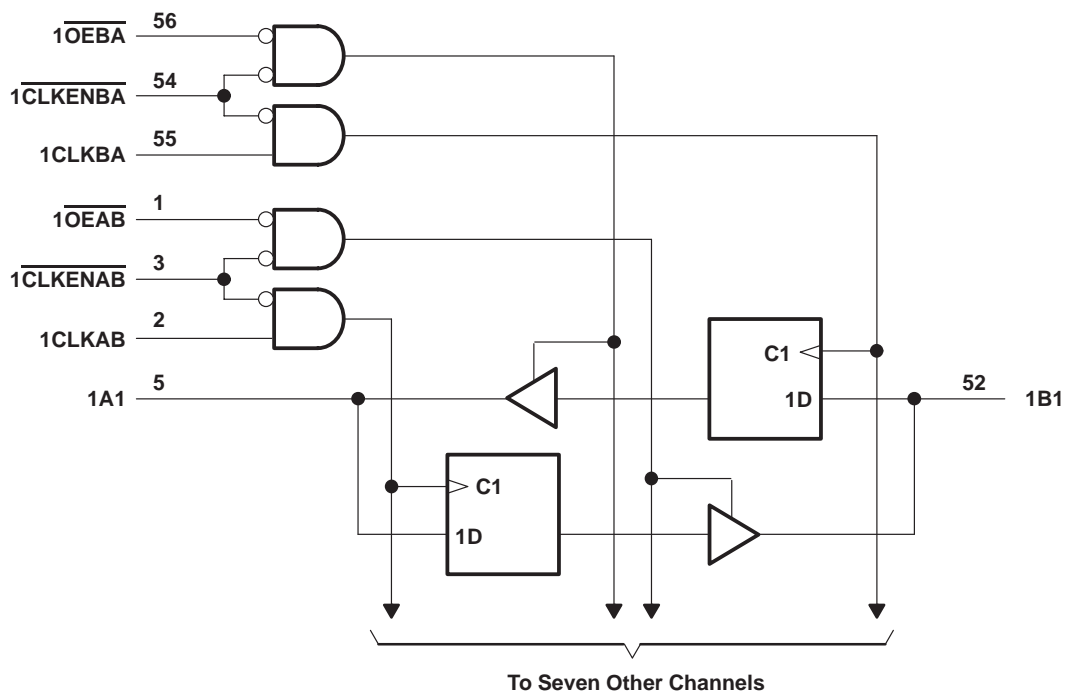 56
1OEBA
54
1CLKENBA
55
1CLKBA
1
1OEAB
3
1CLKENAB
2
1CLKAB
C1
5
52
1A1
1D
1B1
C1
1D
To Seven Other Channels